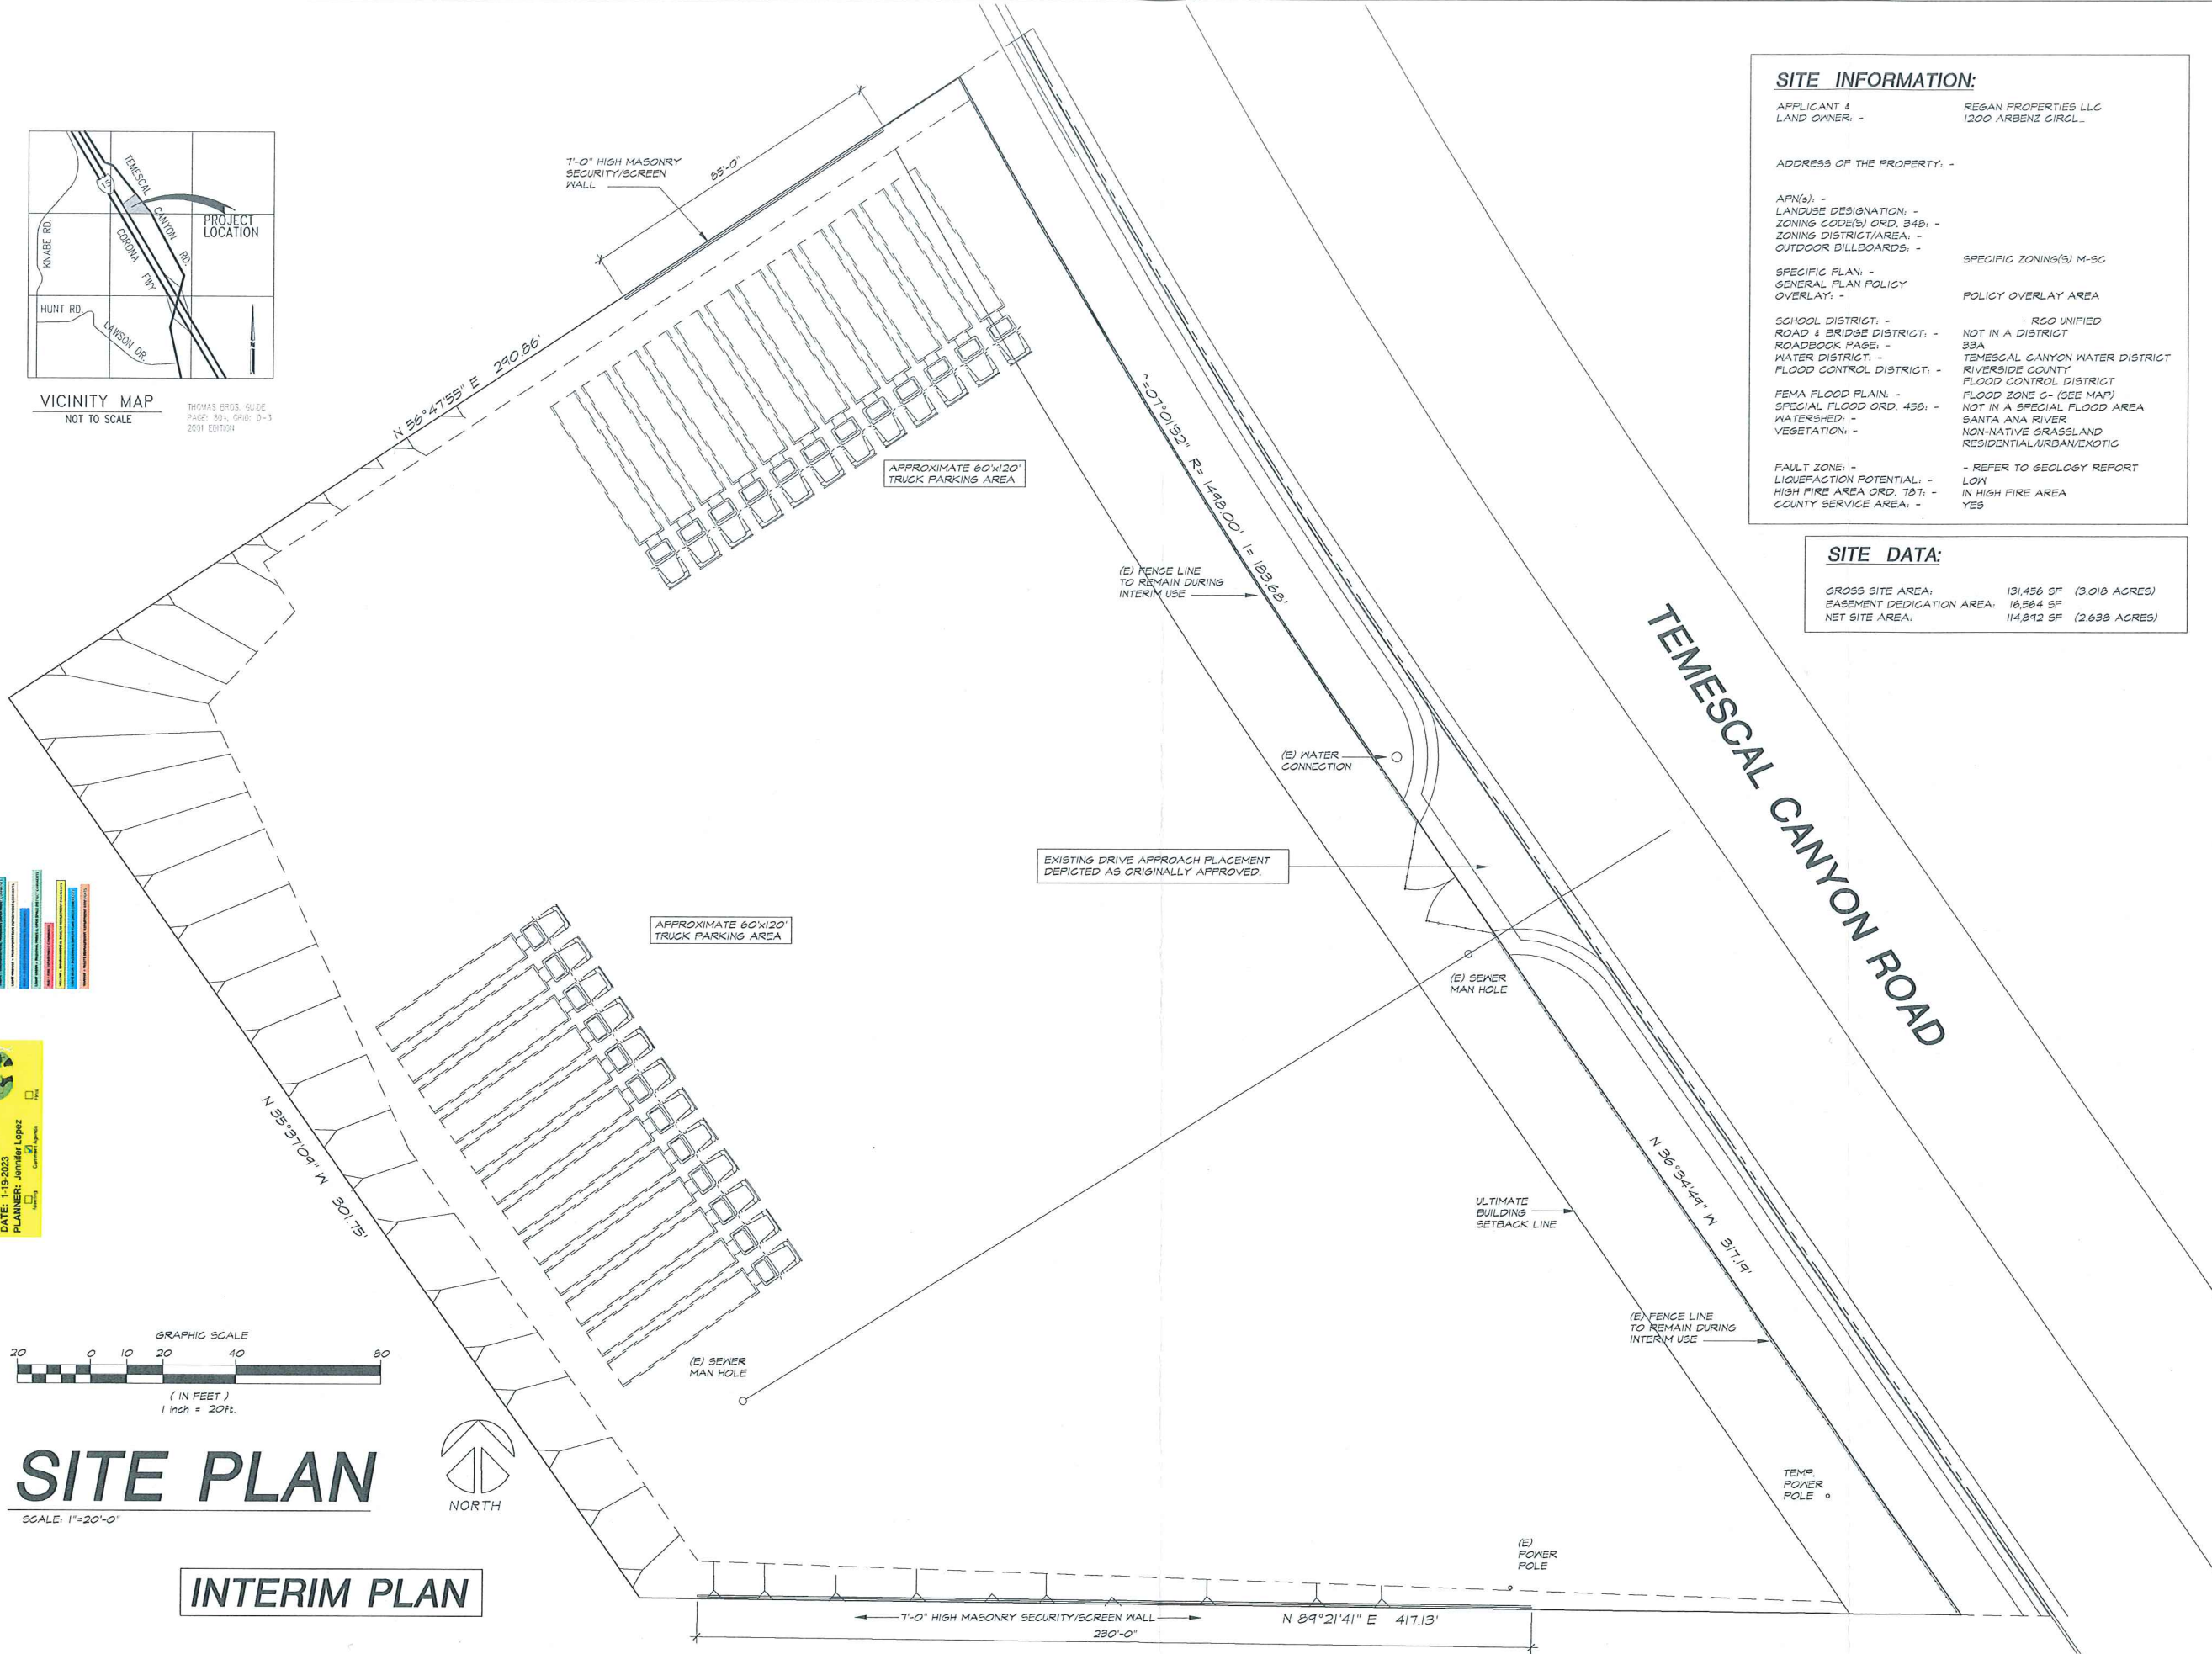 TEMESCAL
CANYON
RD.
15
PROJECT
LOCATION
KNABE RD.
CORONA
FWY
HUNT RD.
LAWSON DR.
VICINITY MAP
NOT TO SCALE
THOMAS BROS. GUIDE
2001 EDITION
7'-0" HIGH MASONRY
SECURITY/SCREEN
WALL
85'-0"
N 56°47'55" E 290.86'
APPROXIMATE 60'x120'
TRUCK PARKING AREA
R= 1498.00'
183.68'
(E) FENCE LINE
TO REMAIN DURING
INTERIM USE
(E) WATER
CONNECTION
EXISTING DRIVE APPROACH PLACEMENT
DEPICTED AS ORIGINALLY APPROVED.
(E) SEWER
MAN HOLE
APPROXIMATE 60'x120'
TRUCK PARKING AREA
TEMESCAL CANYON ROAD
SITE INFORMATION:
APPLICANT & REGAN PROPERTIES LLC
LAND OWNER: - 1200 ARBENZ CIRCL
ADDRESS OF THE PROPERTY: -
APN(s): -
LANDUSE DESIGNATION: -
ZONING CODE(S) ORD. 348: -
ZONING DISTRICT/AREA: -
OUTDOOR BILLBOARDS: -
SPECIFIC ZONING(S) M-SC
SPECIFIC PLAN: -
GENERAL PLAN POLICY
OVERLAY: - POLICY OVERLAY AREA
SCHOOL DISTRICT: - RCO UNIFIED
ROAD & BRIDGE DISTRICT: - NOT IN A DISTRICT
ROADBOOK PAGE: - 33A
WATER DISTRICT: - TEMESCAL CANYON WATER DISTRICT
FLOOD CONTROL DISTRICT: - RIVERSIDE COUNTY
FLOOD CONTROL DISTRICT
FEMA FLOOD PLAIN: - FLOOD ZONE C- (SEE MAP)
SPECIAL FLOOD ORD. 458: - NOT IN A SPECIAL FLOOD AREA
WATERSHED: - SANTA ANA RIVER
VEGETATION: - NON-NATIVE GRASSLAND
RESIDENTIAL/URBAN/EXOTIC
FAULT ZONE: - - REFER TO GEOLOGY REPORT
LIQUEFACTION POTENTIAL: - LOW
HIGH FIRE AREA ORD. 787: - IN HIGH FIRE AREA
COUNTY SERVICE AREA: - YES
SITE DATA:
GROSS SITE AREA: 131,456 SF (3.018 ACRES)
EASEMENT DEDICATION AREA: 16,564 SF
NET SITE AREA: 114,892 SF (2.638 ACRES)
DATE: 1-19-2023
PLANNER: Jennifer Lopez
N 35°37'09" W 301.75'
(E) SEWER
MAN HOLE
ULTIMATE
BUILDING
SETBACK LINE
N 36°34'49" W 317.19'
(E) FENCE LINE
TO REMAIN DURING
INTERIM USE
TEMP.
POWER
POLE
(E)
POWER
POLE
GRAPHIC SCALE
20 0 10 20 40 80
( IN FEET )
1 inch = 20ft.
SITE PLAN
SCALE: 1"=20'-0"
NORTH
INTERIM PLAN
7'-0" HIGH MASONRY SECURITY/SCREEN WALL
N 89°21'41" E 417.13'
230'-0"